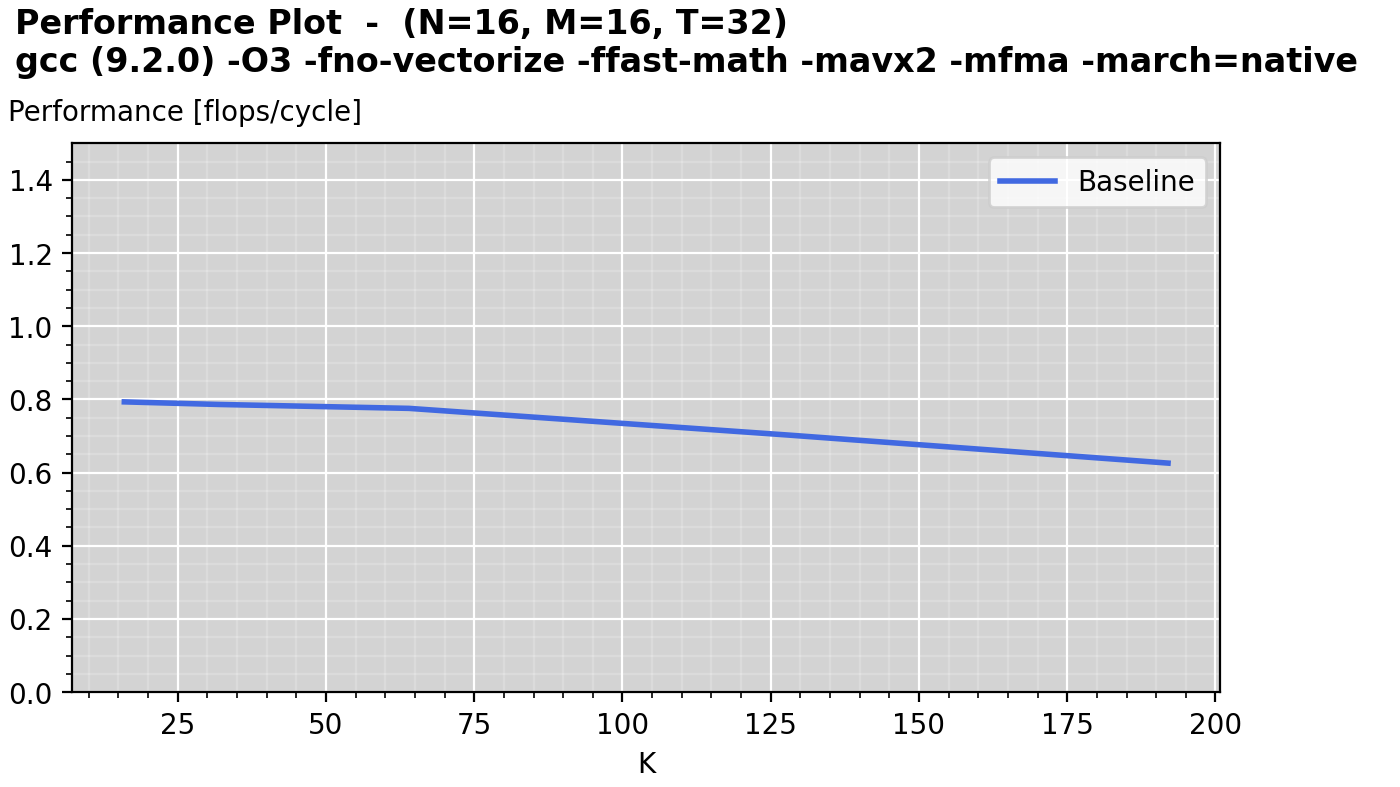 Performance Plot  -  (N=16, M=16, T=32)
gcc (9.2.0) -O3 -fno-vectorize -ffast-math -mavx2 -mfma -march=native
Performance [flops/cycle]
Baseline
1.4
1.2
1.0
0.8
0.6
0.4
0.2
0.0
25 50 75 100 125 150 175 200
K